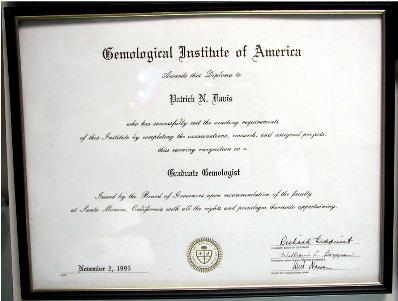 Gemological Institute of America
Awards this Diploma to
Patrick N. Davis
who has successfully met the exacting requirements
of this Institute by completing the examinations, research, and assigned projects,
thus earning recognition as a
Graduate Gemologist
Issued by the Board of Governors upon recommendation of the faculty
at Santa Monica, California with all the rights and privileges thereunto appertaining.
November 2, 1995